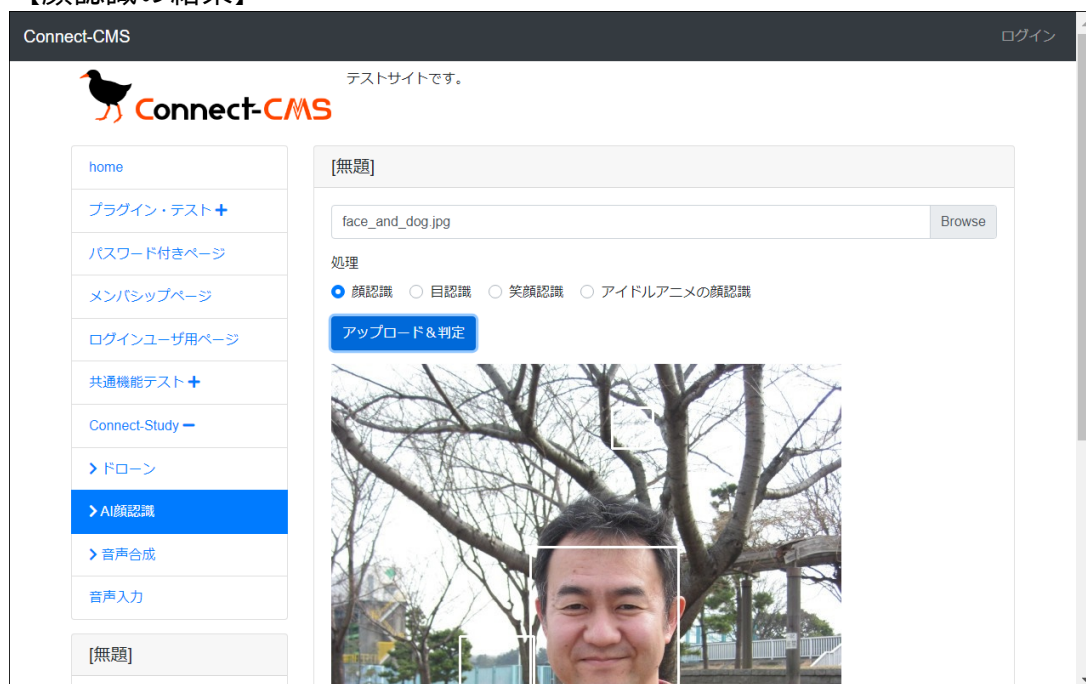 【顔認識の結果】
Connect-CMS
ログイン
Connect-CMS
テストサイトです。
home
プラグイン・テスト
パスワード付きページ
メンバシップページ
ログインユーザ用ページ
共通機能テスト
Connect-Study
ドローン
AI顔認識
音声合成
音声入力
[無題]
[無題]
face_and_dog.jpg
Browse
処理
顔認識 目認識 笑顔認識 アイドルアニメの顔認識
アップロード＆判定